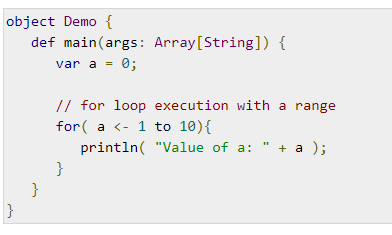 object Demo {
   def main(args: Array[String]) {
      var a = 0;

      // for loop execution with a range
      for( a <- 1 to 10){
         println( "Value of a: " + a );
      }
   }
}